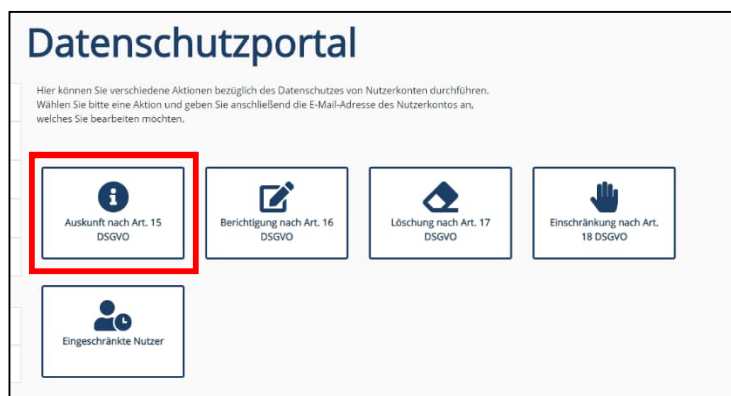 Datenschutzportal
Hier können Sie verschiedene Aktionen bezüglich des Datenschutzes von Nutzerkonten durchführen.
Wählen Sie bitte eine Aktion und geben Sie anschließend die E-Mail-Adresse des Nutzerkontos an,
welches Sie bearbeiten möchten.
Auskunft nach Art. 15
DSGVO
Berichtigung nach Art. 16
DSGVO
Löschung nach Art. 17
DSGVO
Einschränkung nach Art.
18 DSGVO
Eingeschränkte Nutzer